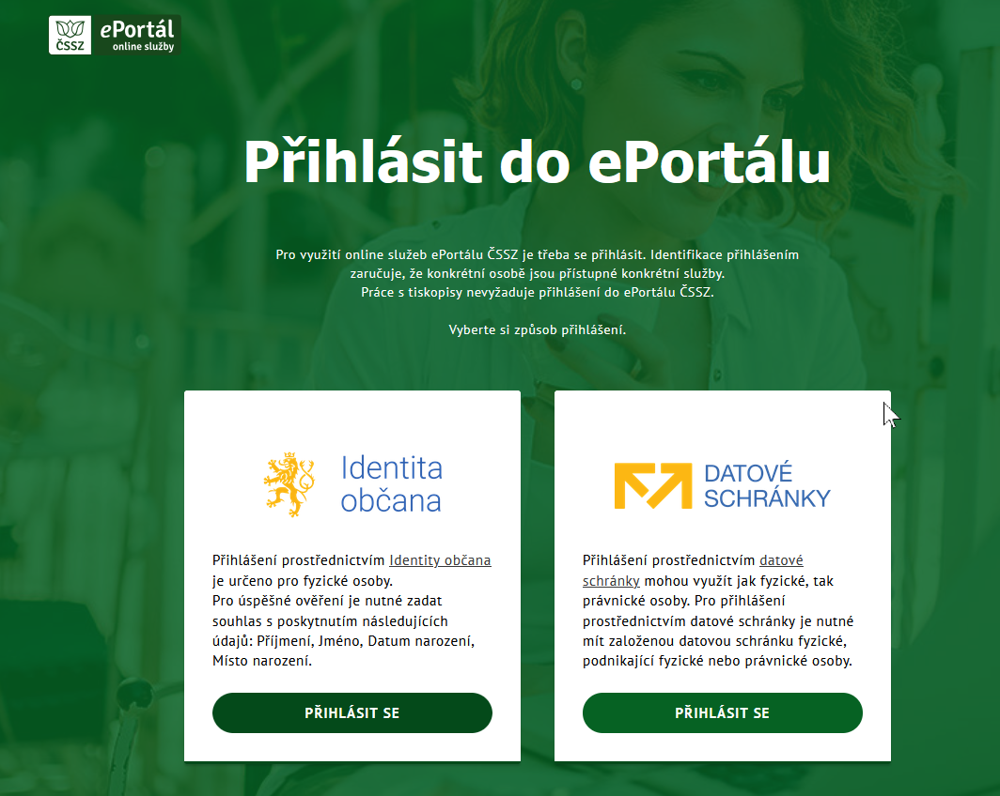 ČSSZ
ePortál
online služby
Přihlásit do ePortálu
Pro využití online služeb ePortálu ČSSZ je třeba se přihlásit. Identifikace přihlášením
zaručuje, že konkrétní osobě jsou přístupné konkrétní služby.
Práce s tiskopisy nevyžaduje přihlášení do ePortálu ČSSZ.
Vyberte si způsob přihlášení.
Identita
občana
Přihlášení prostřednictvím Identity občana
je určeno pro fyzické osoby.
Pro úspěšné ověření je nutné zadat
souhlas s poskytnutím následujících
údajů: Příjmení, Jméno, Datum narození,
Místo narození.
PŘIHLÁSIT SE
DATOVÉ
SCHRÁNKY
Přihlášení prostřednictvím datové
schránky mohou využít jak fyzické, tak
právnické osoby. Pro přihlášení
prostřednictvím datové schránky je nutné
mít založenou datovou schránku fyzické,
podnikající fyzické nebo právnické osoby.
PŘIHLÁSIT SE